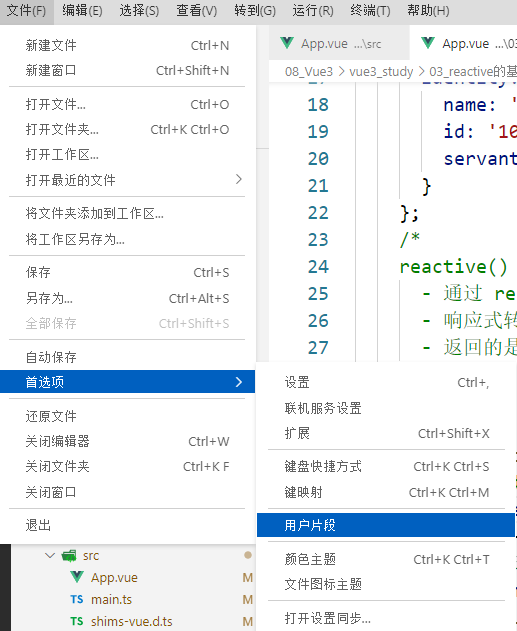 文件(F) 编辑(E) 选择(S) 查看(V) 转到(G) 运行(R) 终端(T) 帮助(H)
新建文件 Ctrl+N
新建窗口 Ctrl+Shift+N
打开文件... Ctrl+O
打开文件夹... Ctrl+K Ctrl+O
打开工作区...
打开最近的文件
将文件夹添加到工作区...
将工作区另存为...
保存 Ctrl+S
另存为... Ctrl+Alt+S
全部保存 Ctrl+Shift+S
自动保存
首选项
还原文件
关闭编辑器 Ctrl+W
关闭文件夹 Ctrl+K F
关闭窗口
退出
App.vue ...\src App.vue ...\03
08_Vue3 > vue3_study > 03_reactive的基
18 name: '
19 id: '10
20 servant
21 }
22 };
23 /*
24 reactive()
25 - 通过 re
26 - 响应式转
27 - 返回的是
设置 Ctrl+,
联机服务设置
扩展 Ctrl+Shift+X
键盘快捷方式 Ctrl+K Ctrl+S
键映射 Ctrl+K Ctrl+M
用户片段
颜色主题 Ctrl+K Ctrl+T
文件图标主题
打开设置同步...
src
App.vue M
TS main.ts M
TS shims-vue.d.ts M